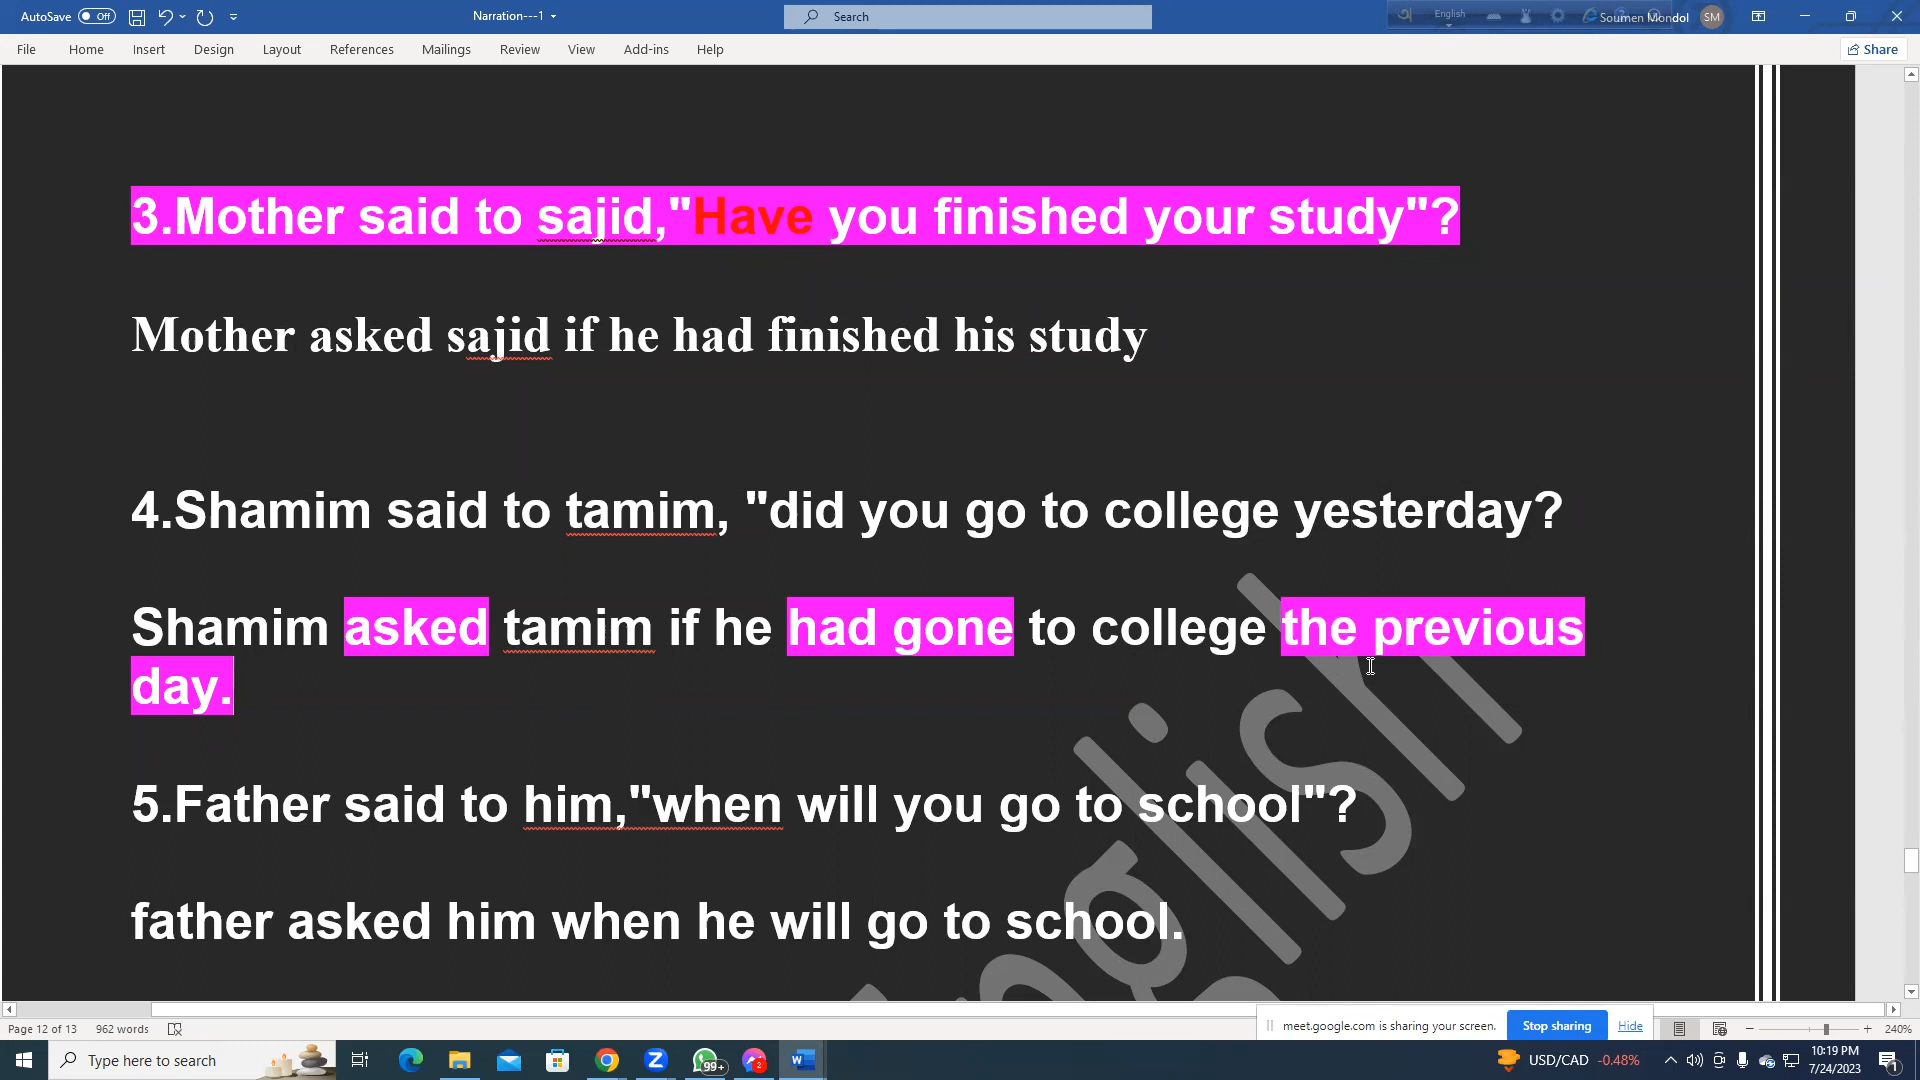 AutoSave Off Narration---1 Search English Soumen Mondol SM
File Home Insert Design Layout References Mailings Review View Add-ins Help Share
3.Mother said to sajid,"Have you finished your study"?
Mother asked sajid if he had finished his study
4.Shamim said to tamim, "did you go to college yesterday?
Shamim asked tamim if he had gone to college the previous
day.
5.Father said to him,"when will you go to school"?
father asked him when he will go to school.
nglish
meet.google.com is sharing your screen. Stop sharing Hide
Page 12 of 13 962 words 240%
Type here to search 99+ 2 USD/CAD -0.48% 10:19 PM
7/24/2023 1